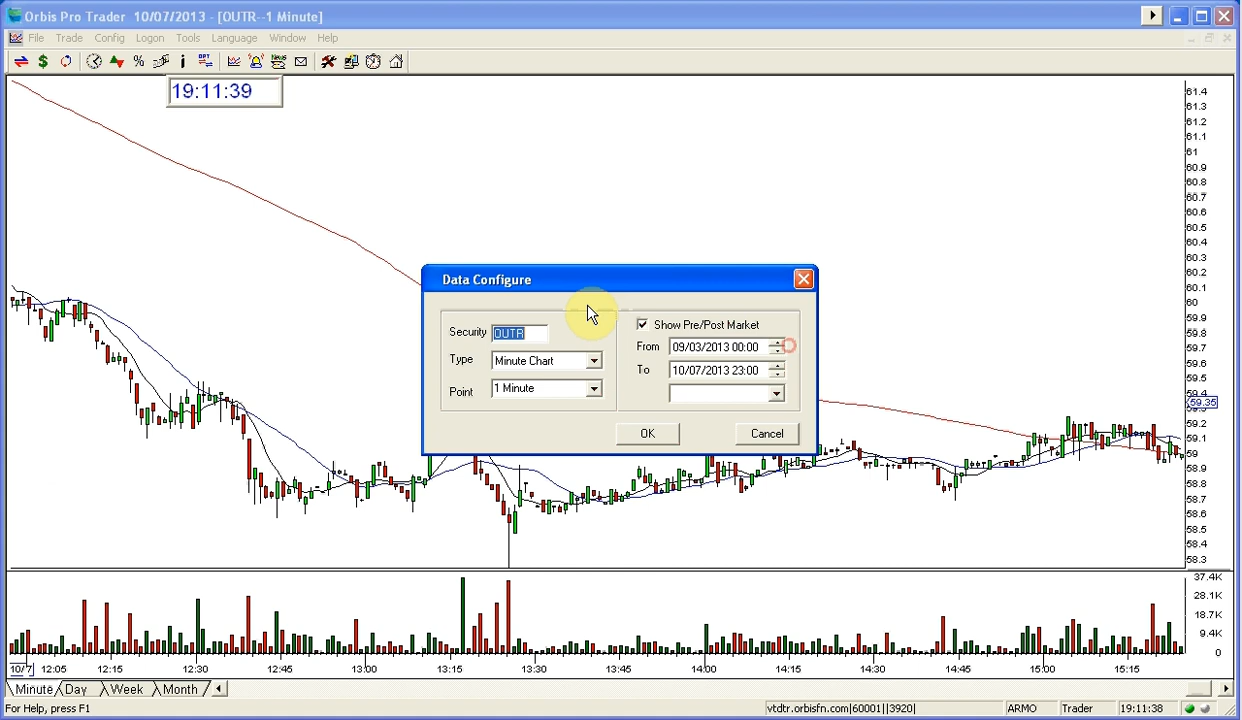 Orbis Pro Trader 10/07/2013 - [OUTR--1 Minute]
File Trade Config Logon Tools Language Window Help
19:11:39
61.4
61.3
61.2
61.1
61
60.9
60.8
60.7
60.6
60.5
60.4
60.3
60.2
60.1
60
59.9
59.8
59.7
59.6
59.5
59.4
59.35
59.2
59.1
59
58.9
58.8
58.7
58.6
58.5
58.4
58.3
Data Configure
Security OUTR
Type Minute Chart
Point 1 Minute
Show Pre/Post Market
From 09/03/2013 00:00
To 10/07/2013 23:00
OK Cancel
37.4K
28.1K
18.7K
9.4K
0
10/7 12:05 12:15 12:30 12:45 13:00 13:15 13:30 13:45 14:00 14:15 14:30 14:45 15:00 15:15
Minute Day Week Month
For Help, press F1 vtdtr.orbisfn.com|60001||3920| ARMO Trader 19:11:38